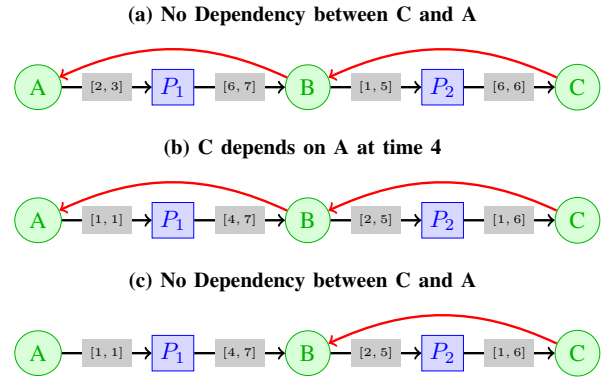 (a) No Dependency between C and A
A [2, 3] P1 [6, 7] B [1, 5] P2 [6, 6] C
(b) C depends on A at time 4
A [1, 1] P1 [4, 7] B [2, 5] P2 [1, 6] C
(c) No Dependency between C and A
A [1, 1] P1 [4, 7] B [2, 5] P2 [1, 6] C